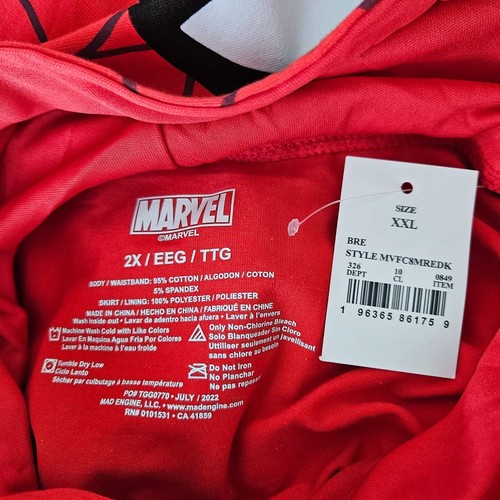 MARVEL
©MARVEL
2X / EEG / TTG
BODY / WAISTBAND: 95% COTTON / ALGODON / COTON
5% SPANDEX
SKIRT / LINING: 100% POLYESTER / POLIESTER
MADE IN CHINA / HECHO EN CHINA / FABRIQUÉ EN CHINE
Wash inside out / Lavar de adentro hacia afuera / Laver à l'envers
Machine Wash Cold with Like Colors
Lavar En Maquina Agua Fria Por Colores
Laver à la machine à l'eau froide
Only Non-Chlorine Bleach
Solo Blanqueador Sin Cloro
Utiliser seulement un javellisant
sans chlore au besoin
Tumble Dry Low
Ciclo Lento
Sécher par culbutage à basse température
Do Not Iron
No Planchar
Ne pas repasser
PO# TGG0770 • JULY / 2022
MAD ENGINE, LLC. • www.madengine.com
RN# 0101531 • CA 41859
SIZE
XXL
BRE
STYLE MVFC8MREDK
326 10 0849
DEPT CL ITEM
1 96365 86175 9